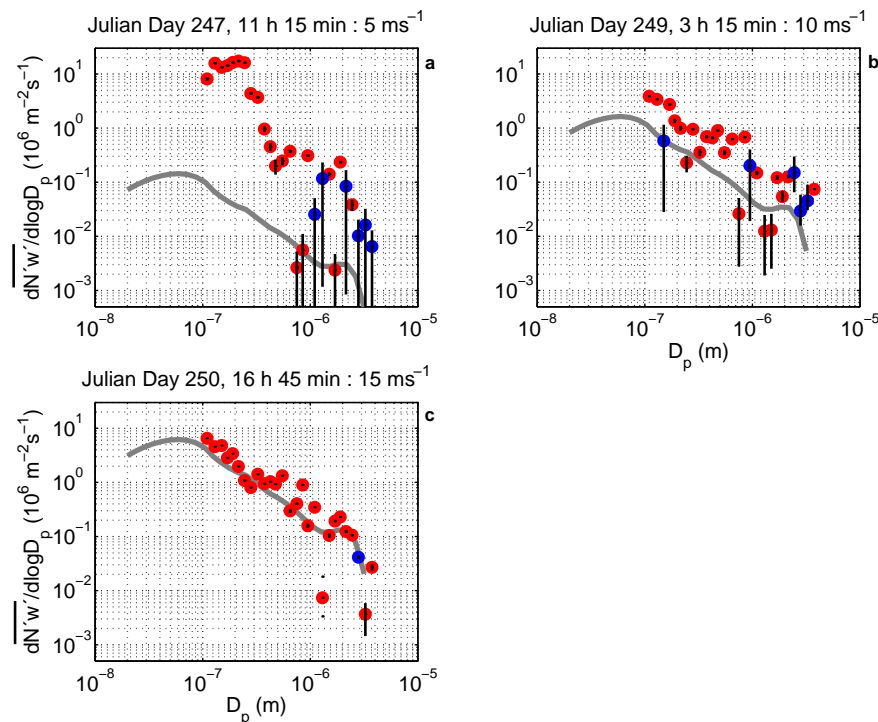 Julian Day 247, 11 h 15 min : 5 ms⁻¹
a
10¹
10⁰
10⁻¹
10⁻²
10⁻³
dN′w′/dlogDₚ (10⁶ m⁻²s⁻¹)
10⁻⁸ 10⁻⁷ 10⁻⁶ 10⁻⁵
Julian Day 249, 3 h 15 min : 10 ms⁻¹
b
10¹
10⁰
10⁻¹
10⁻²
10⁻³
10⁻⁸ 10⁻⁷ 10⁻⁶ 10⁻⁵
Dₚ (m)
Julian Day 250, 16 h 45 min : 15 ms⁻¹
c
10¹
10⁰
10⁻¹
10⁻²
10⁻³
dN′w′/dlogDₚ (10⁶ m⁻²s⁻¹)
10⁻⁸ 10⁻⁷ 10⁻⁶ 10⁻⁵
Dₚ (m)